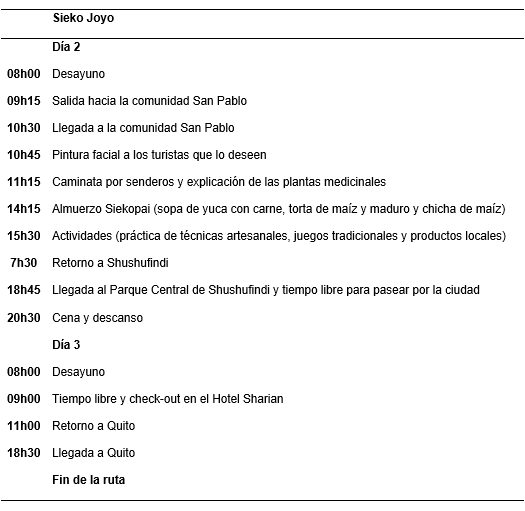 Sieko Joyo
Día 2
08h00 Desayuno
09h15 Salida hacia la comunidad San Pablo
10h30 Llegada a la comunidad San Pablo
10h45 Pintura facial a los turistas que lo deseen
11h15 Caminata por senderos y explicación de las plantas medicinales
14h15 Almuerzo Siekopai (sopa de yuca con carne, torta de maíz y maduro y chicha de maíz)
15h30 Actividades (práctica de técnicas artesanales, juegos tradicionales y productos locales)
7h30 Retorno a Shushufindi
18h45 Llegada al Parque Central de Shushufindi y tiempo libre para pasear por la ciudad
20h30 Cena y descanso
Día 3
08h00 Desayuno
09h00 Tiempo libre y check-out en el Hotel Sharian
11h00 Retorno a Quito
18h30 Llegada a Quito
Fin de la ruta